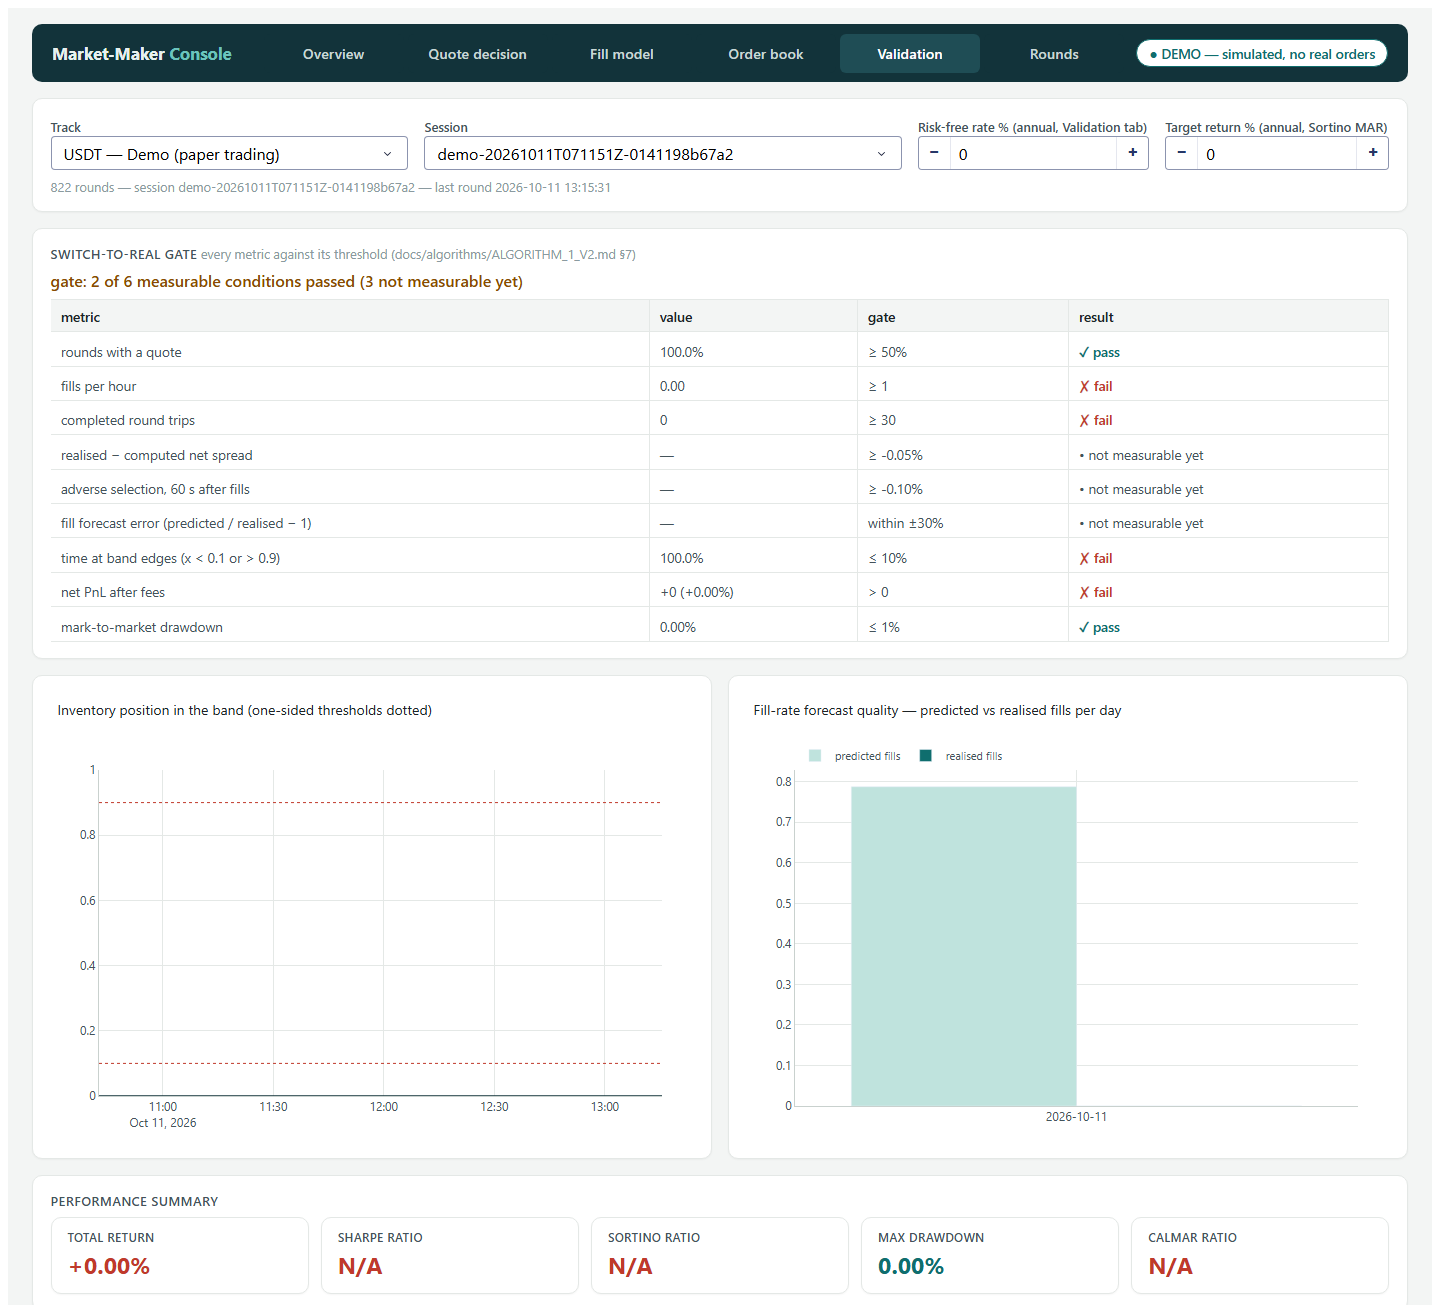 Market-Maker Console
Overview
Quote decision
Fill model
Order book
Validation
Rounds
● DEMO — simulated, no real orders
Track
Session
Risk-free rate % (annual, Validation tab)
Target return % (annual, Sortino MAR)
USDT — Demo (paper trading)
demo-20261011T071151Z-0141198b67a2
− 0 +
− 0 +
822 rounds — session demo-20261011T071151Z-0141198b67a2 — last round 2026-10-11 13:15:31
SWITCH-TO-REAL GATE every metric against its threshold (docs/algorithms/ALGORITHM_1_V2.md §7)
gate: 2 of 6 measurable conditions passed (3 not measurable yet)
metric value gate result
rounds with a quote 100.0% ≥ 50% ✓ pass
fills per hour 0.00 ≥ 1 ✗ fail
completed round trips 0 ≥ 30 ✗ fail
realised − computed net spread — ≥ -0.05% • not measurable yet
adverse selection, 60 s after fills — ≥ -0.10% • not measurable yet
fill forecast error (predicted / realised − 1) — within ±30% • not measurable yet
time at band edges (x < 0.1 or > 0.9) 100.0% ≤ 10% ✗ fail
net PnL after fees +0 (+0.00%) > 0 ✗ fail
mark-to-market drawdown 0.00% ≤ 1% ✓ pass
Inventory position in the band (one-sided thresholds dotted)
1
0.8
0.6
0.4
0.2
0
11:00 11:30 12:00 12:30 13:00
Oct 11, 2026
Fill-rate forecast quality — predicted vs realised fills per day
predicted fills realised fills
0.8
0.7
0.6
0.5
0.4
0.3
0.2
0.1
0
2026-10-11
PERFORMANCE SUMMARY
TOTAL RETURN
+0.00%
SHARPE RATIO
N/A
SORTINO RATIO
N/A
MAX DRAWDOWN
0.00%
CALMAR RATIO
N/A